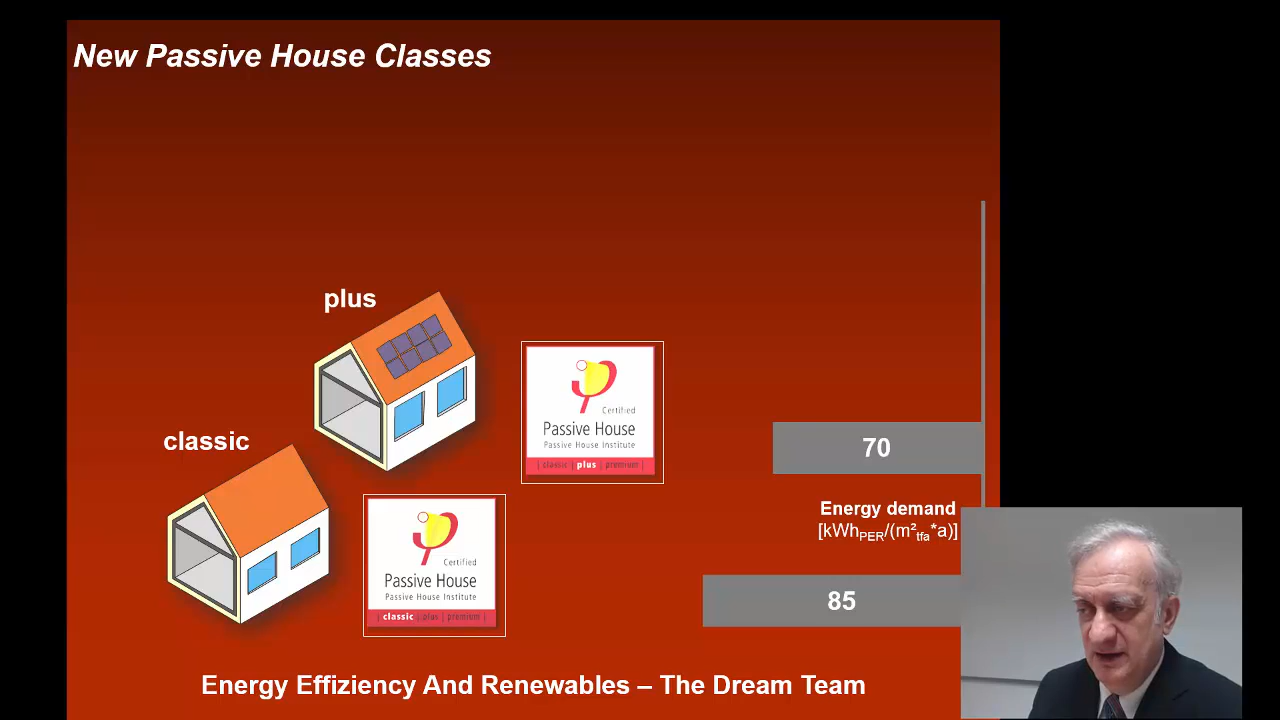 New Passive House Classes
plus
Certified
Passive House
Passive House Institute
| classic | plus | premium |
70
classic
Energy demand
[kWhPER/(m²tfa*a)]
Certified
Passive House
Passive House Institute
| classic | plus | premium |
85
Energy Effiziency And Renewables – The Dream Team